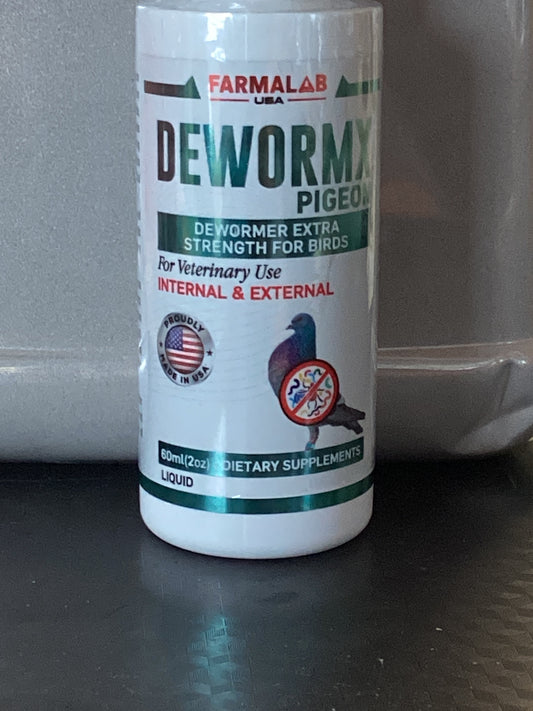 FARMALAB
USA
DEWORMX
PIGEON
DEWORMER EXTRA
STRENGTH FOR BIRDS
For Veterinary Use
INTERNAL & EXTERNAL
PROUDLY
MADE IN USA
60ml(2oz) DIETARY SUPPLEMENTS
LIQUID